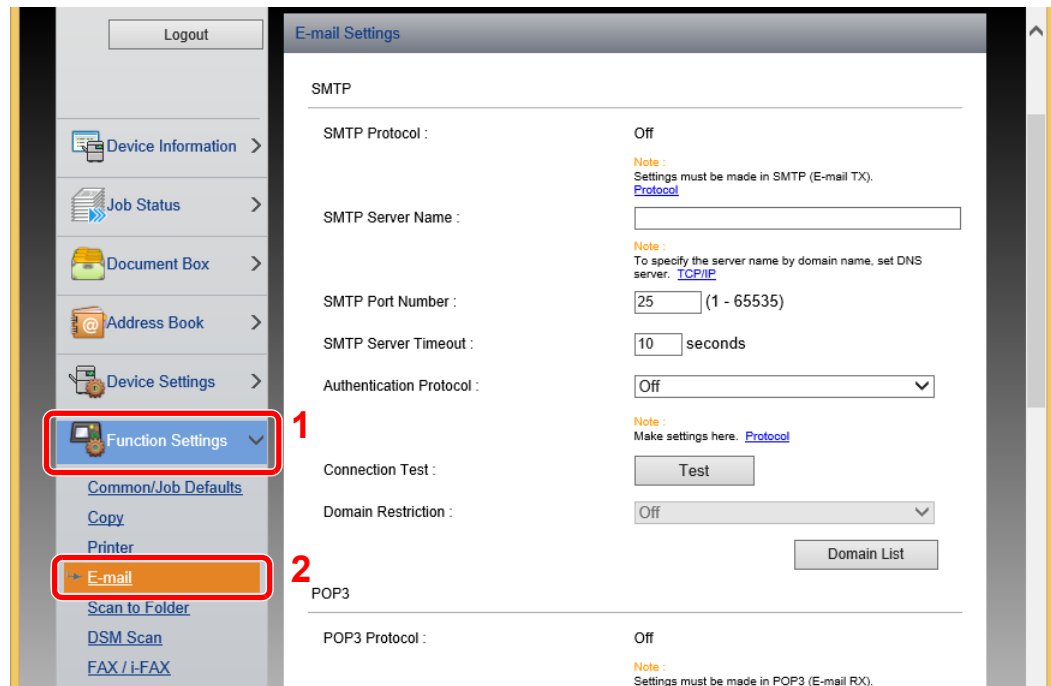 Logout
E-mail Settings
SMTP
SMTP Protocol : Off
Note :
Settings must be made in SMTP (E-mail TX).
Protocol
Device Information
Job Status
SMTP Server Name :
Note :
To specify the server name by domain name, set DNS
server. TCP/IP
Document Box
SMTP Port Number : 25 (1 - 65535)
Address Book
SMTP Server Timeout : 10 seconds
Device Settings
Authentication Protocol : Off
Note :
Make settings here. Protocol
Function Settings 1
Connection Test : Test
Common/Job Defaults
Domain Restriction : Off
Copy
Printer
Domain List
E-mail 2
POP3
Scan to Folder
DSM Scan
POP3 Protocol : Off
FAX / i-FAX
Note :
Settings must be made in POP3 (E-mail RX).